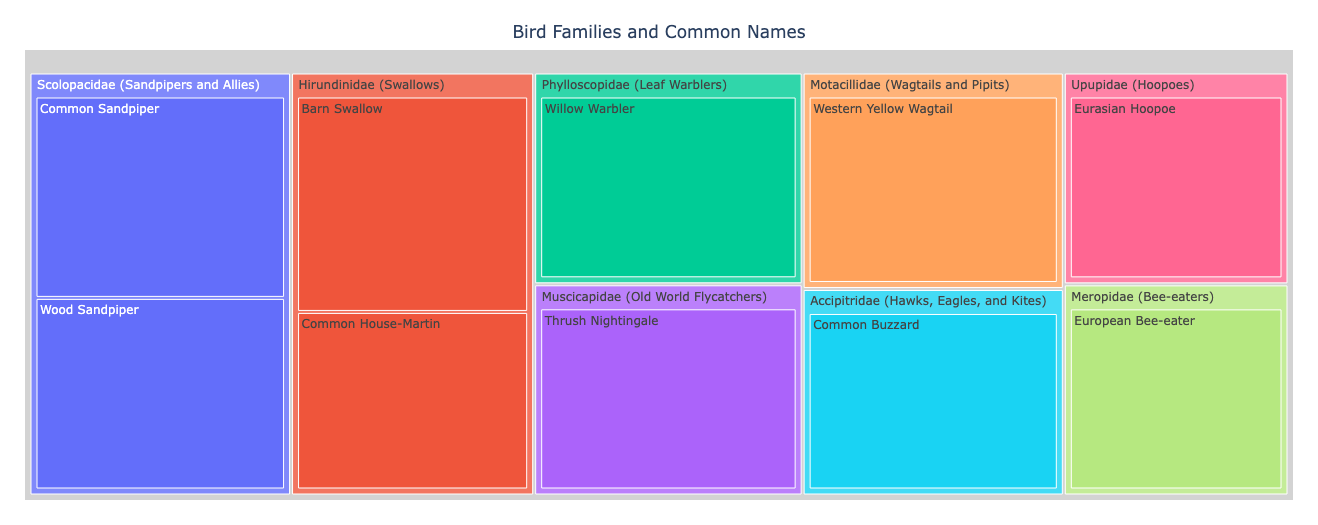 Bird Families and Common Names
Scolopacidae (Sandpipers and Allies)
Common Sandpiper
Wood Sandpiper
Hirundinidae (Swallows)
Barn Swallow
Common House-Martin
Phylloscopidae (Leaf Warblers)
Willow Warbler
Muscicapidae (Old World Flycatchers)
Thrush Nightingale
Motacillidae (Wagtails and Pipits)
Western Yellow Wagtail
Accipitridae (Hawks, Eagles, and Kites)
Common Buzzard
Upupidae (Hoopoes)
Eurasian Hoopoe
Meropidae (Bee-eaters)
European Bee-eater